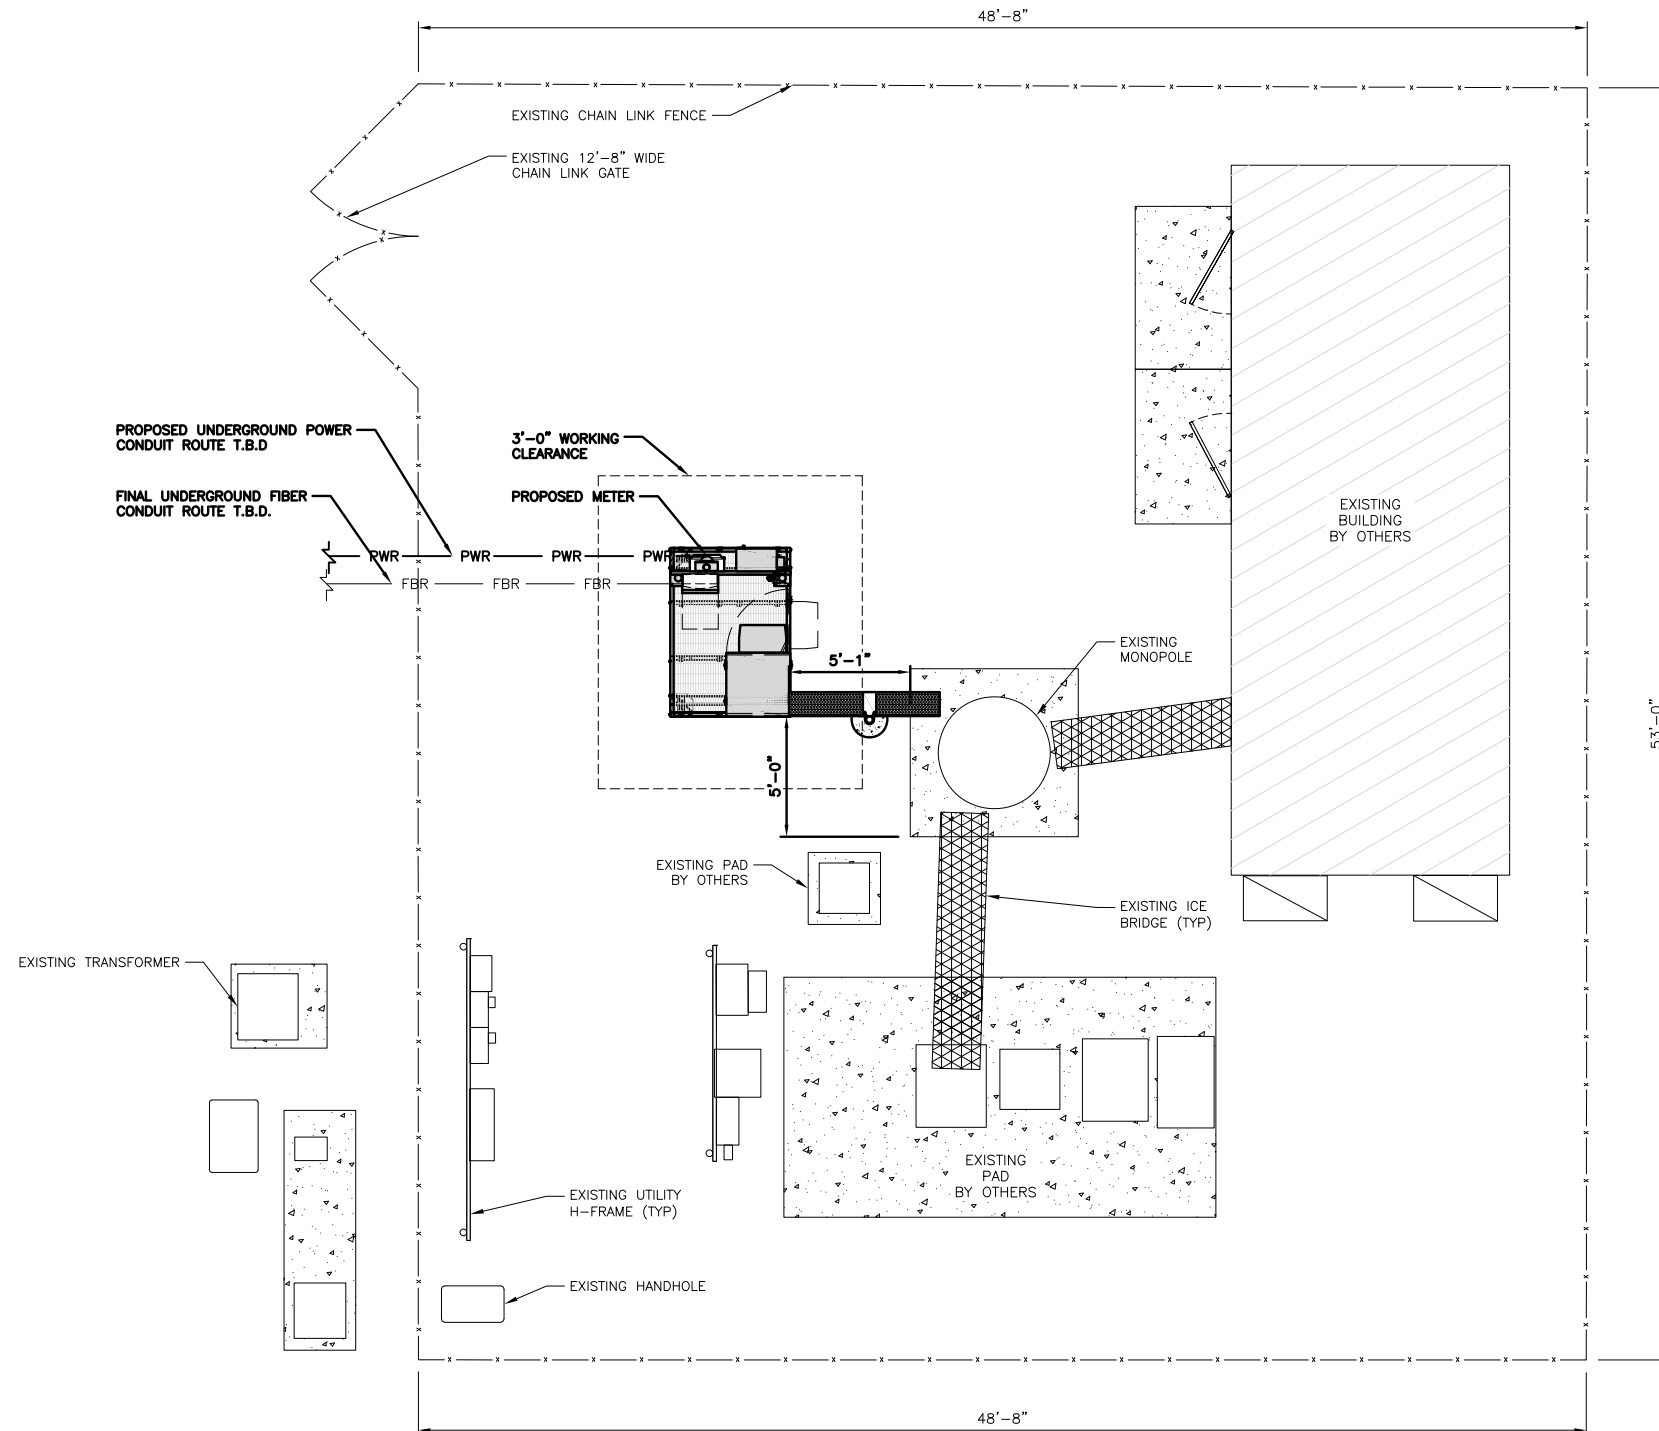 48'-8"
EXISTING CHAIN LINK FENCE
EXISTING 12'-8" WIDE
CHAIN LINK GATE
PROPOSED UNDERGROUND POWER
CONDUIT ROUTE T.B.D
3'-0" WORKING
CLEARANCE
FINAL UNDERGROUND FIBER
CONDUIT ROUTE T.B.D.
PROPOSED METER
EXISTING
BUILDING
BY OTHERS
PWR PWR PWR PWR
FBR FBR FBR
EXISTING
MONOPOLE
5'-1"
53'-0"
5'-0"
EXISTING PAD
BY OTHERS
EXISTING ICE
BRIDGE (TYP)
EXISTING TRANSFORMER
EXISTING
PAD
BY OTHERS
EXISTING UTILITY
H-FRAME (TYP)
EXISTING HANDHOLE
48'-8"